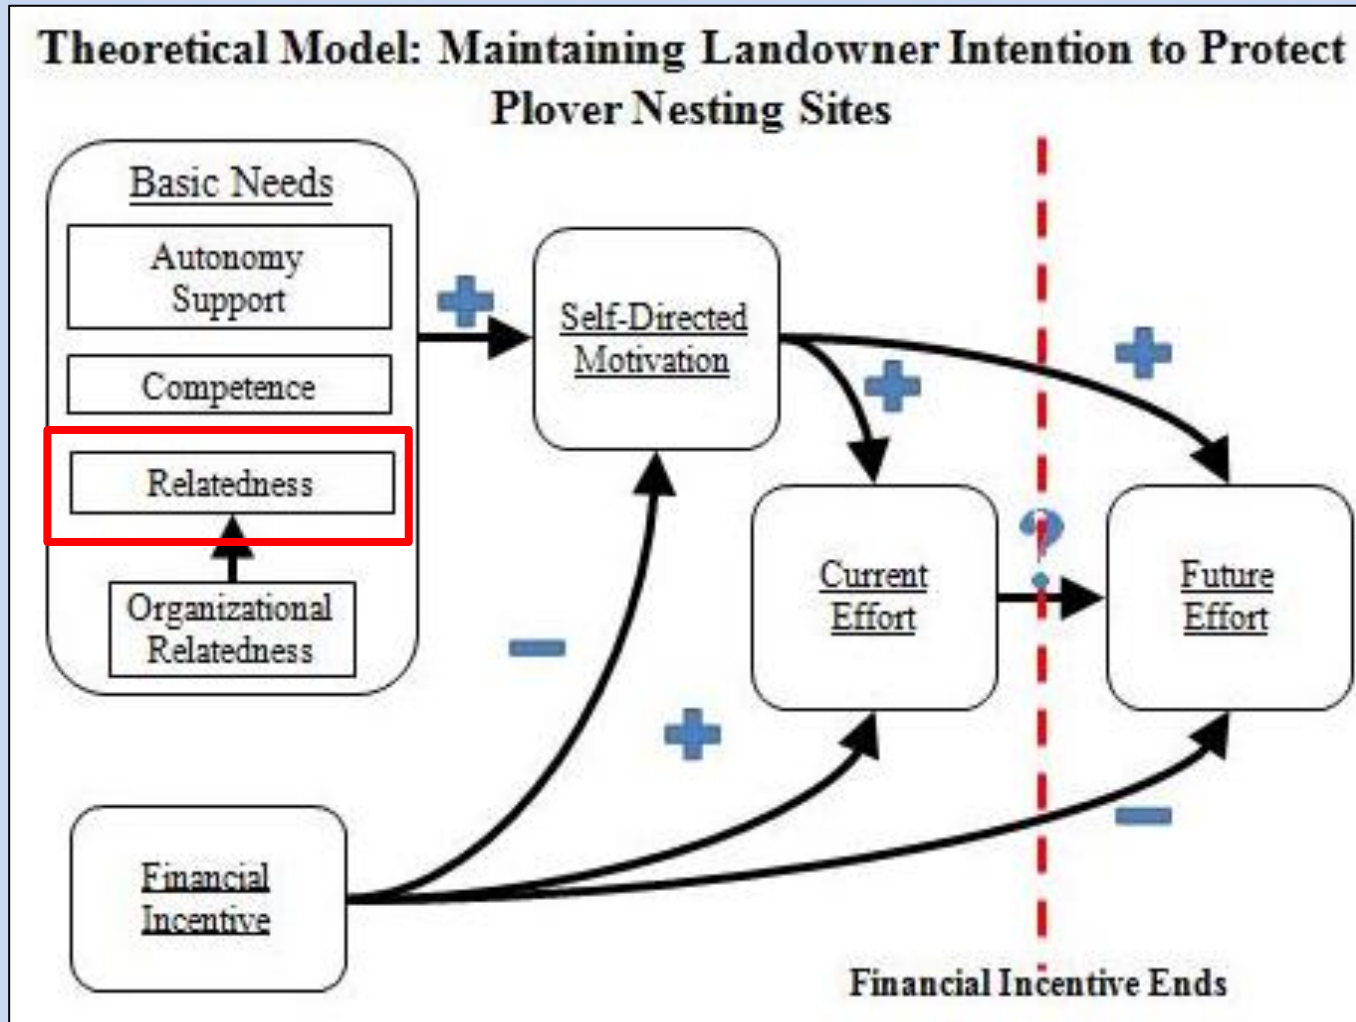 Theoretical Model: Maintaining Landowner Intention to Protect
Plover Nesting Sites
Basic Needs
Autonomy
Support
Competence
Relatedness
Organizational
Relatedness
Self-Directed
Motivation
Current
Effort
?
Future
Effort
Financial
Incentive
Financial Incentive Ends